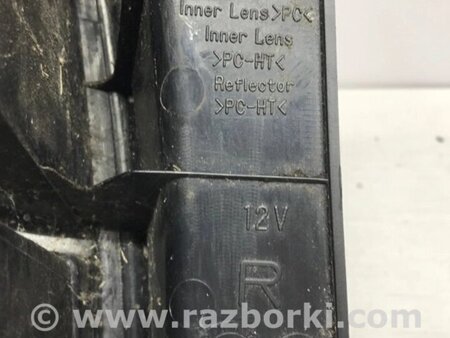 Inner Lens>PC<
Inner Lens
>PC-HT<
Reflector
>PC-HT<
12V
R
www.razborki.com